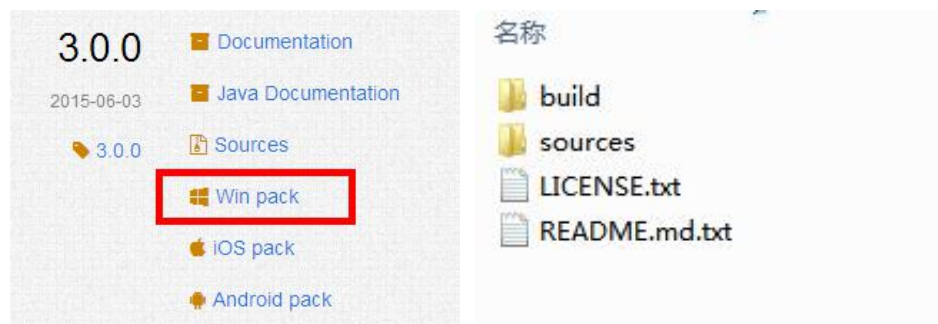 3.0.0
2015-06-03
3.0.0
Documentation
Java Documentation
Sources
Win pack
iOS pack
Android pack
名称
build
sources
LICENSE.txt
README.md.txt